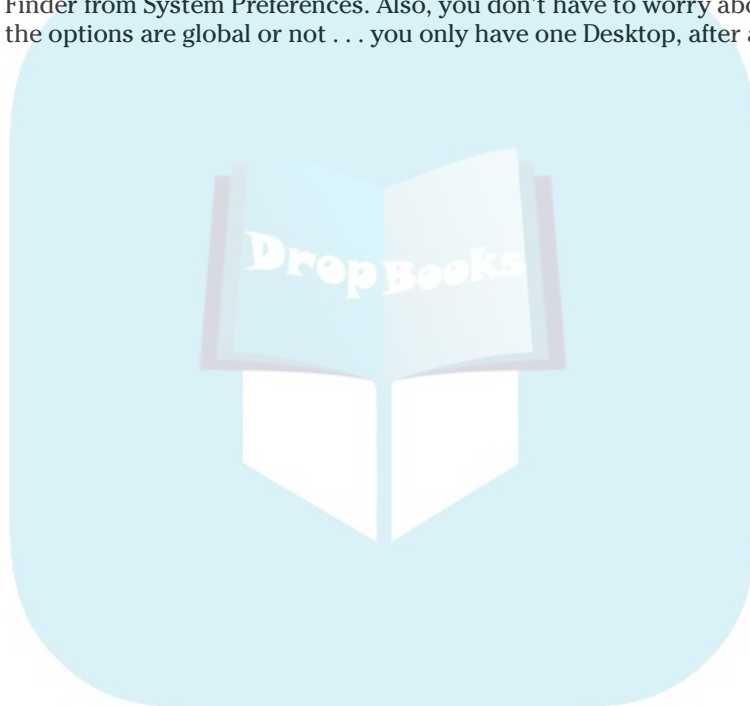 Finder from System Preferences. Also, you don't have to worry
the options are global or not . . . you only have one Desktop, after
DropBooks